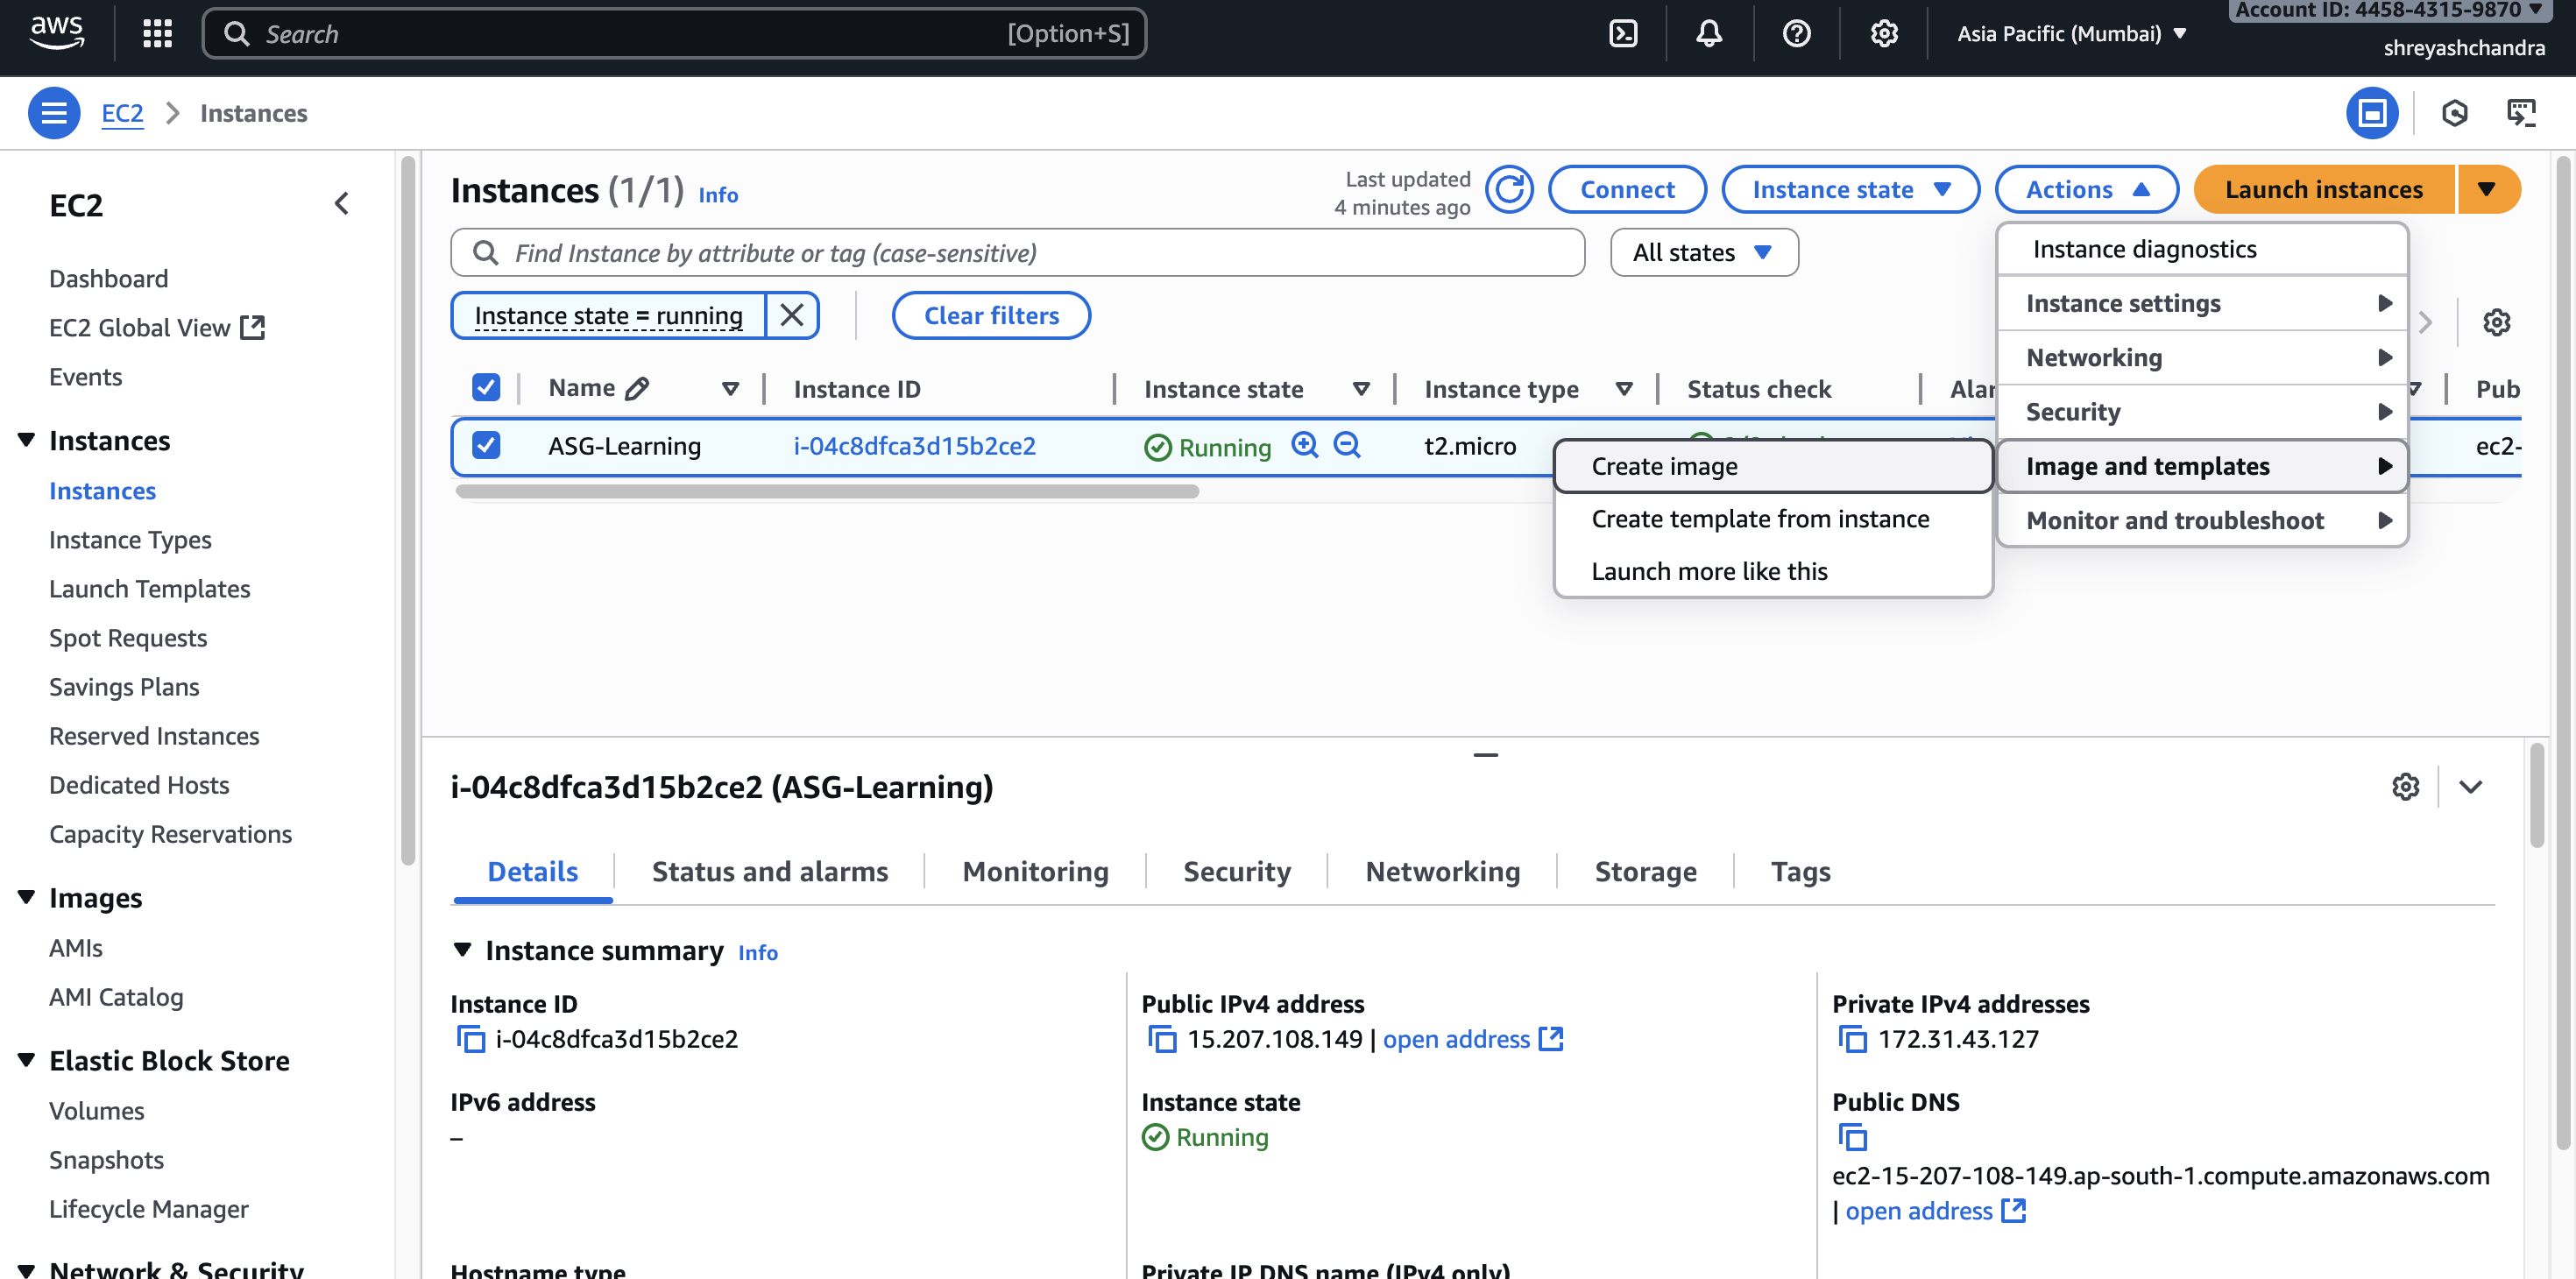 aws
Search
[Option+S]
Asia Pacific (Mumbai)
Account ID: 4458-4315-9870
shreyashchandra
EC2
Instances
EC2
Dashboard
EC2 Global View
Events
Instances
Instances
Instance Types
Launch Templates
Spot Requests
Savings Plans
Reserved Instances
Dedicated Hosts
Capacity Reservations
Images
AMIs
AMI Catalog
Elastic Block Store
Volumes
Snapshots
Lifecycle Manager
Network & Security
Instances (1/1) Info
Last updated
4 minutes ago
Connect
Instance state
Actions
Launch instances
Find Instance by attribute or tag (case-sensitive)
All states
Instance state = running
Clear filters
Name
Instance ID
Instance state
Instance type
Status check
Alar
Pub
ASG-Learning
i-04c8dfca3d15b2ce2
Running
t2.micro
ec2-
Instance diagnostics
Instance settings
Networking
Security
Image and templates
Monitor and troubleshoot
Create image
Create template from instance
Launch more like this
i-04c8dfca3d15b2ce2 (ASG-Learning)
Details
Status and alarms
Monitoring
Security
Networking
Storage
Tags
Instance summary Info
Instance ID
i-04c8dfca3d15b2ce2
Public IPv4 address
15.207.108.149 | open address
Private IPv4 addresses
172.31.43.127
IPv6 address
–
Instance state
Running
Public DNS
ec2-15-207-108-149.ap-south-1.compute.amazonaws.com
| open address
Hostname type
Private IP DNS name (IPv4 only)